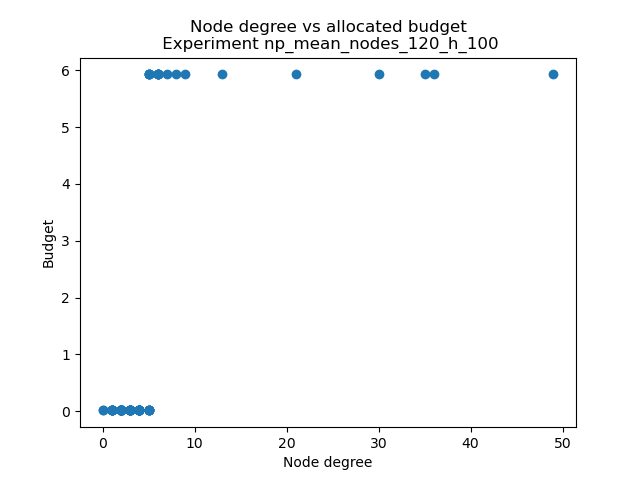 Node degree vs allocated budget
Experiment np_mean_nodes_120_h_100
6
5
4
3
2
1
0
Budget
0 10 20 30 40 50
Node degree